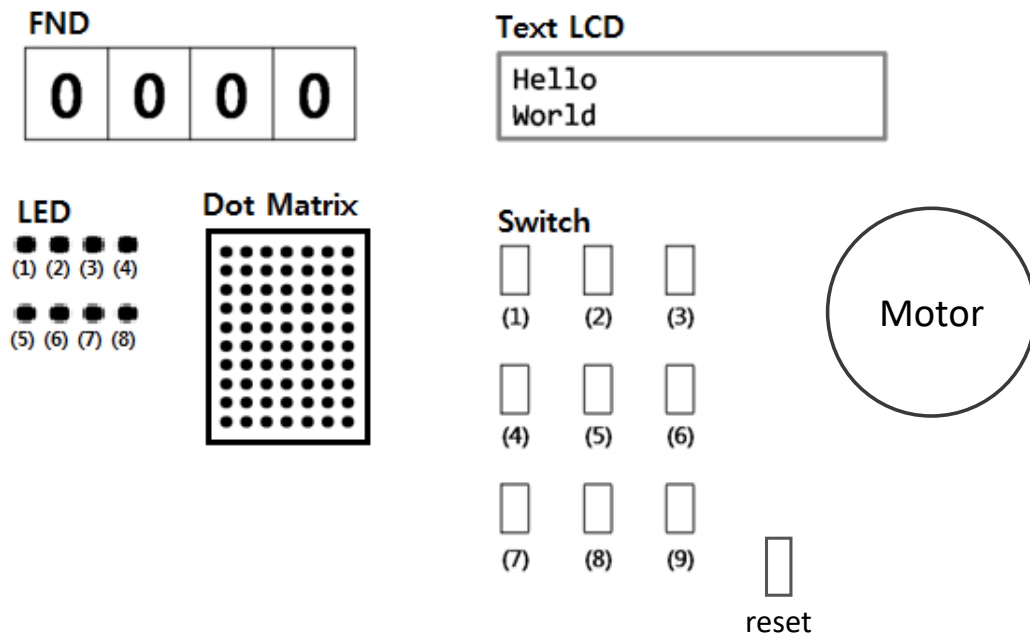 FND
0 0 0 0
Text LCD
Hello
World
LED
(1) (2) (3) (4)
(5) (6) (7) (8)
Dot Matrix
Switch
(1) (2) (3)
(4) (5) (6)
(7) (8) (9)
Motor
reset